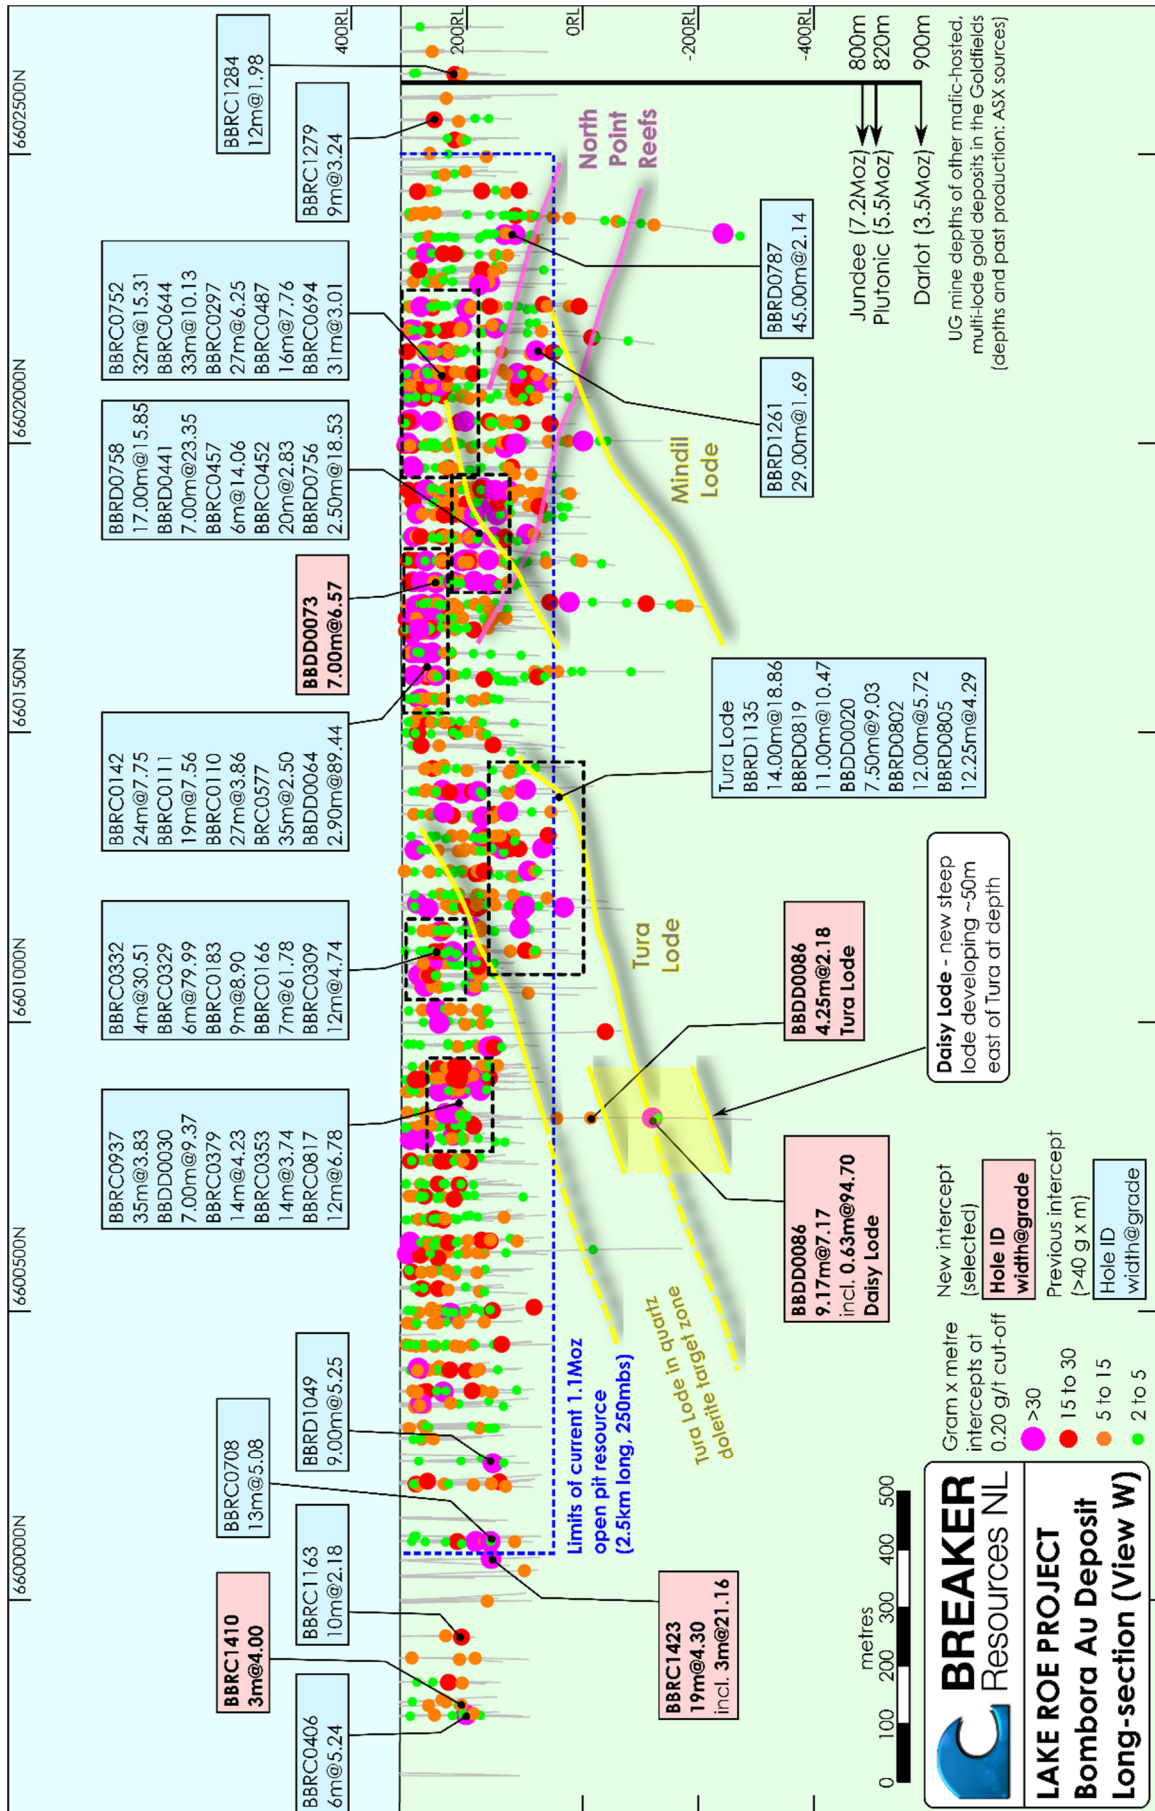 6600000N
6600500N
6601000N
6601500N
6602000N
6602500N
400RL
200RL
0RL
-200RL
-400RL
BBRC0406
6m@5.24
BBRC1410
3m@4.00
BBRC1163
10m@2.18
BBRC0708
13m@5.08
BBRD1049
9.00m@5.25
BBRC0937
35m@3.83
BBDD0030
7.00m@9.37
BBRC0379
14m@4.23
BBRC0353
14m@3.74
BBRC0817
12m@6.78
BBRC0332
4m@30.51
BBRC0329
6m@79.99
BBRC0183
9m@8.90
BBRC0166
7m@61.78
BBRC0309
12m@4.74
BBRC0142
24m@7.75
BBRC0111
19m@7.56
BBRC0110
27m@3.86
BRC0577
35m@2.50
BBDD0064
2.90m@89.44
BBDD0073
7.00m@6.57
BBRD0758
17.00m@15.85
BBRD0441
7.00m@23.35
BBRC0457
6m@14.06
BBRC0452
20m@2.83
BBRD0756
2.50m@18.53
BBRC0752
32m@15.31
BBRC0644
33m@10.13
BBRC0297
27m@6.25
BBRC0487
16m@7.76
BBRC0694
31m@3.01
BBRC1279
9m@3.24
BBRC1284
12m@1.98
Limits of current 1.1Moz
open pit resource
(2.5km long, 250mbs)
BBRC1423
19m@4.30
incl. 3m@21.16
Tura Lode in quartz
dolerite target zone
BBDD0086
9.17m@7.17
incl. 0.63m@94.70
Daisy Lode
BBDD0086
4.25m@2.18
Tura Lode
Daisy Lode - new steep
lode developing ~50m
east of Tura at depth
Tura
Lode
Tura Lode
BBRD1135
14.00m@18.86
BBRD0819
11.00m@10.47
BBDD0020
7.50m@9.03
BBRD0802
12.00m@5.72
BBRD0805
12.25m@4.29
Mindil
Lode
North
Point
Reefs
BBRD1261
29.00m@1.69
BBRD0787
45.00m@2.14
Jundee (7.2Moz) 800m
Plutonic (5.5Moz) 820m
Darlot (3.5Moz) 900m
UG mine depths of other mafic-hosted,
multi-lode gold deposits in the Goldfields
(depths and past production: ASX sources)
metres
0 100 200 300 400 500
BREAKER
Resources NL
LAKE ROE PROJECT
Bombora Au Deposit
Long-section (View W)
Gram x metre
intercepts at
0.20 g/t cut-off
>30
15 to 30
5 to 15
2 to 5
New intercept
(selected)
Hole ID
width@grade
Previous intercept
(>40 g x m)
Hole ID
width@grade